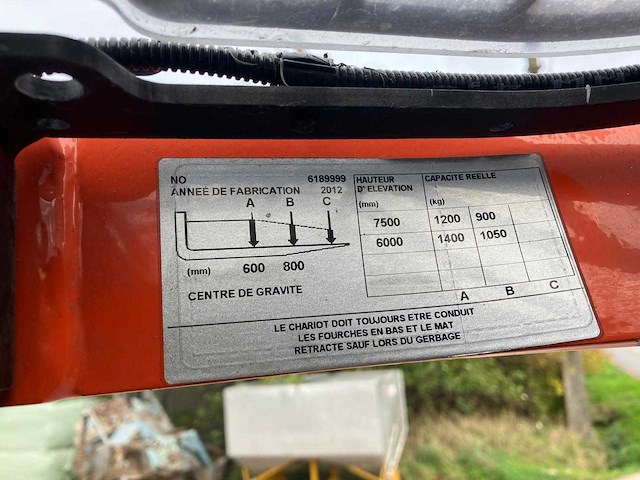 NO 6189999
ANNEE DE FABRICATION 2012
A B C
(mm) 600 800
CENTRE DE GRAVITE
HAUTEUR D'ELEVATION (mm)
CAPACITE REELLE (kg)
7500 1200 900
6000 1400 1050
A B C
LE CHARIOT DOIT TOUJOURS ETRE CONDUIT
LES FOURCHES EN BAS ET LE MAT
RETRACTE SAUF LORS DU GERBAGE